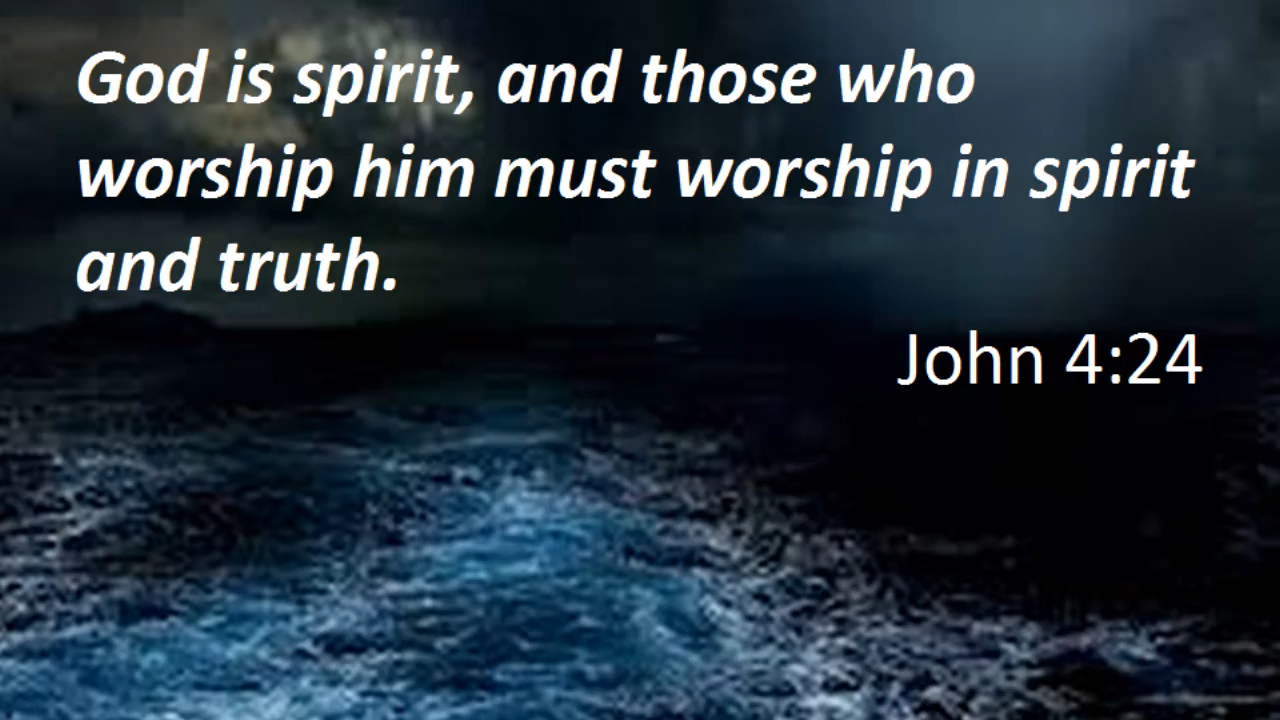 God is spirit, and those who
worship him must worship in spirit
and truth.
John 4:24